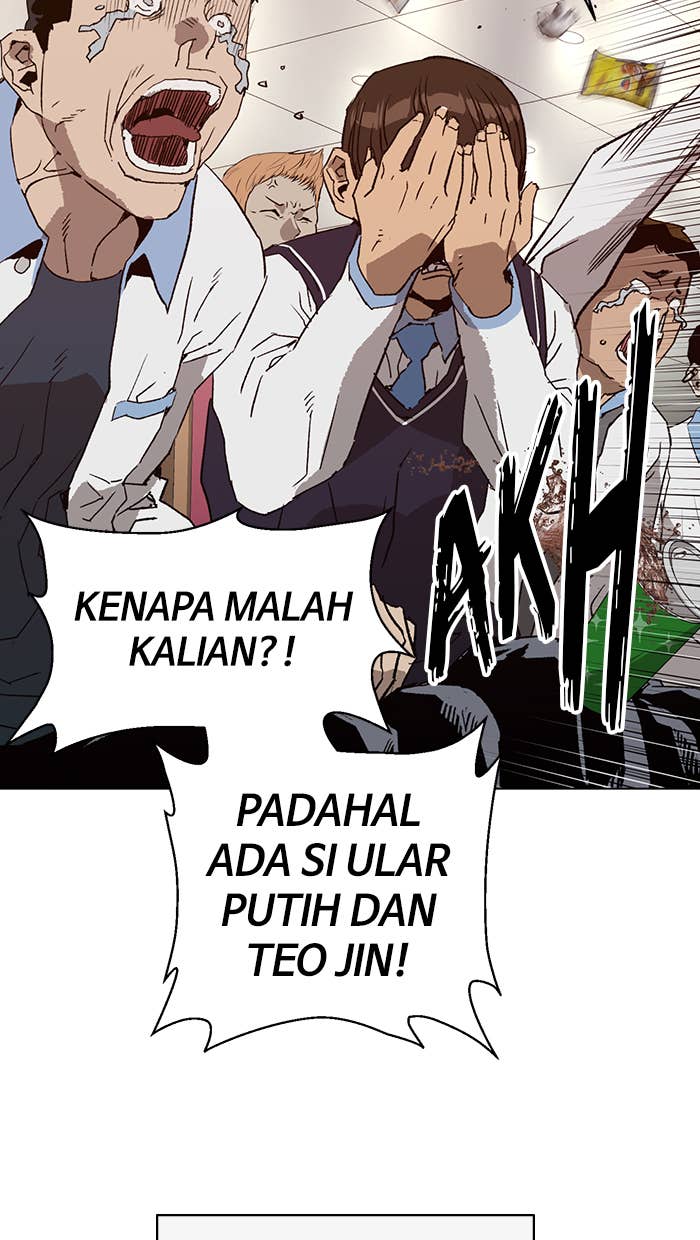 AKH
KENAPA MALAH
KALIAN?!
PADAHAL
ADA SI ULAR
PUTIH DAN
TEO JIN!